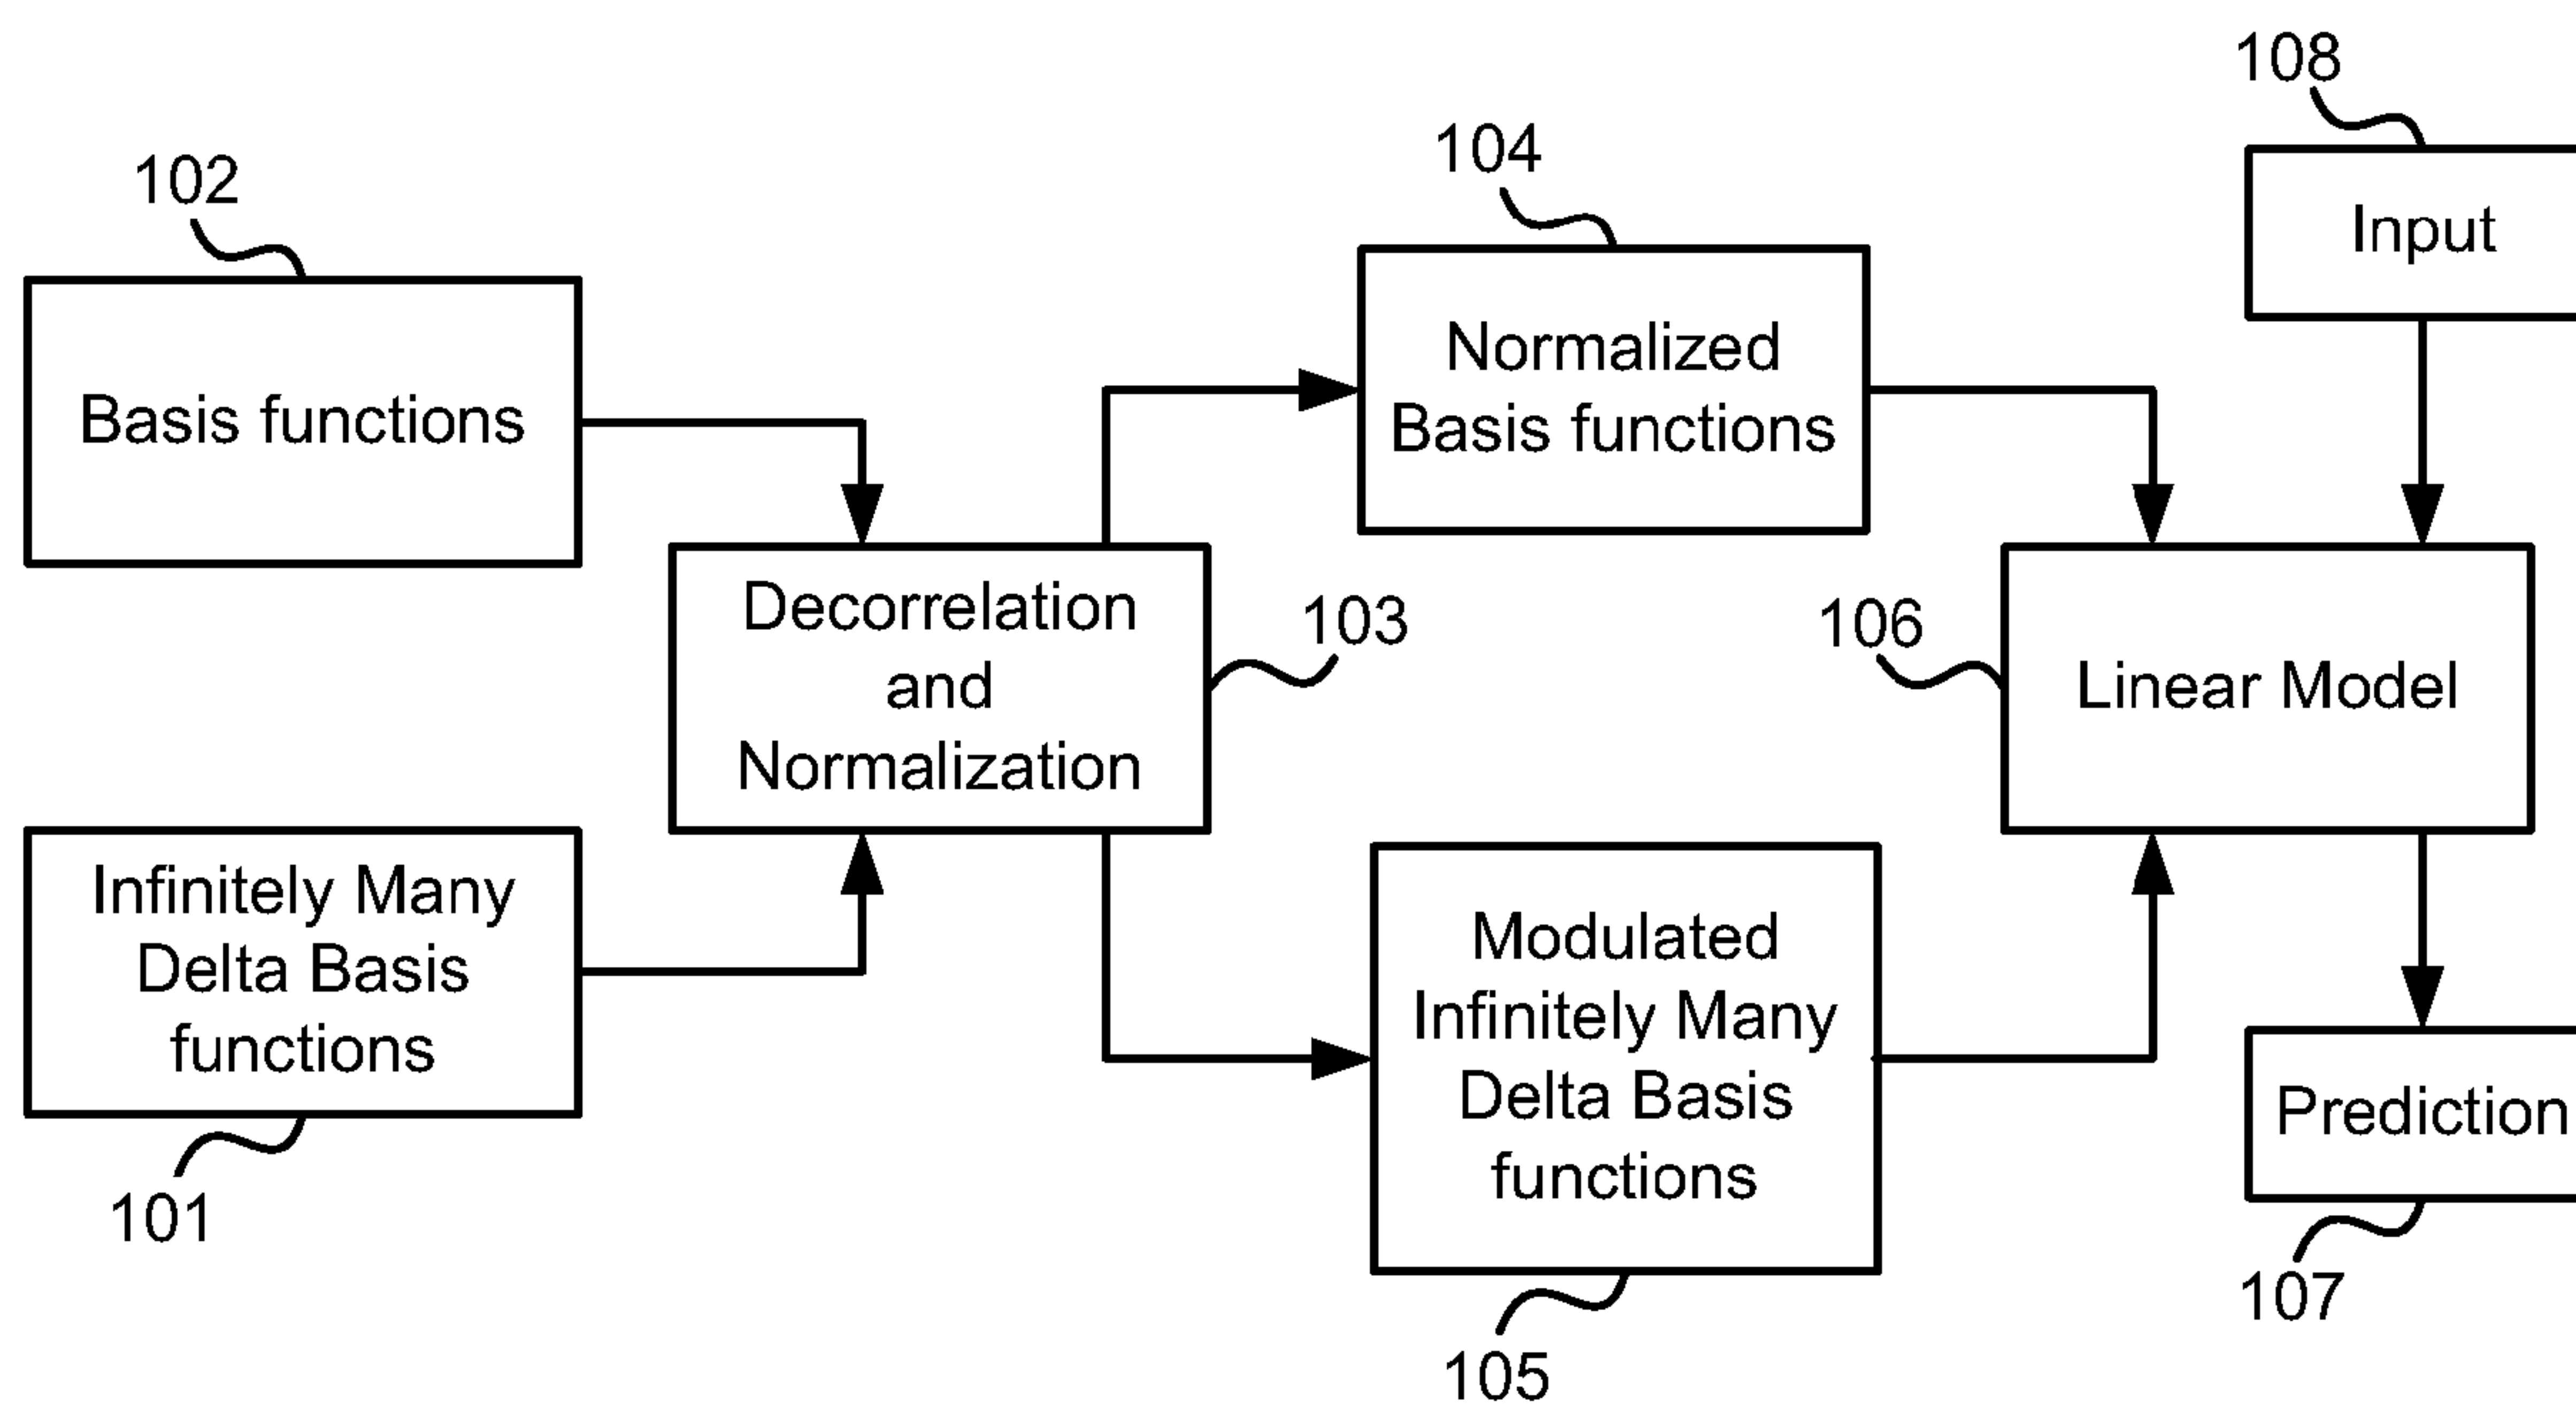 102
Basis functions
Infinitely Many
Delta Basis
functions
101
Decorrelation
and
Normalization
103
104
Normalized
Basis functions
Modulated
Infinitely Many
Delta Basis
functions
105
108
Input
106
Linear Model
Prediction
107